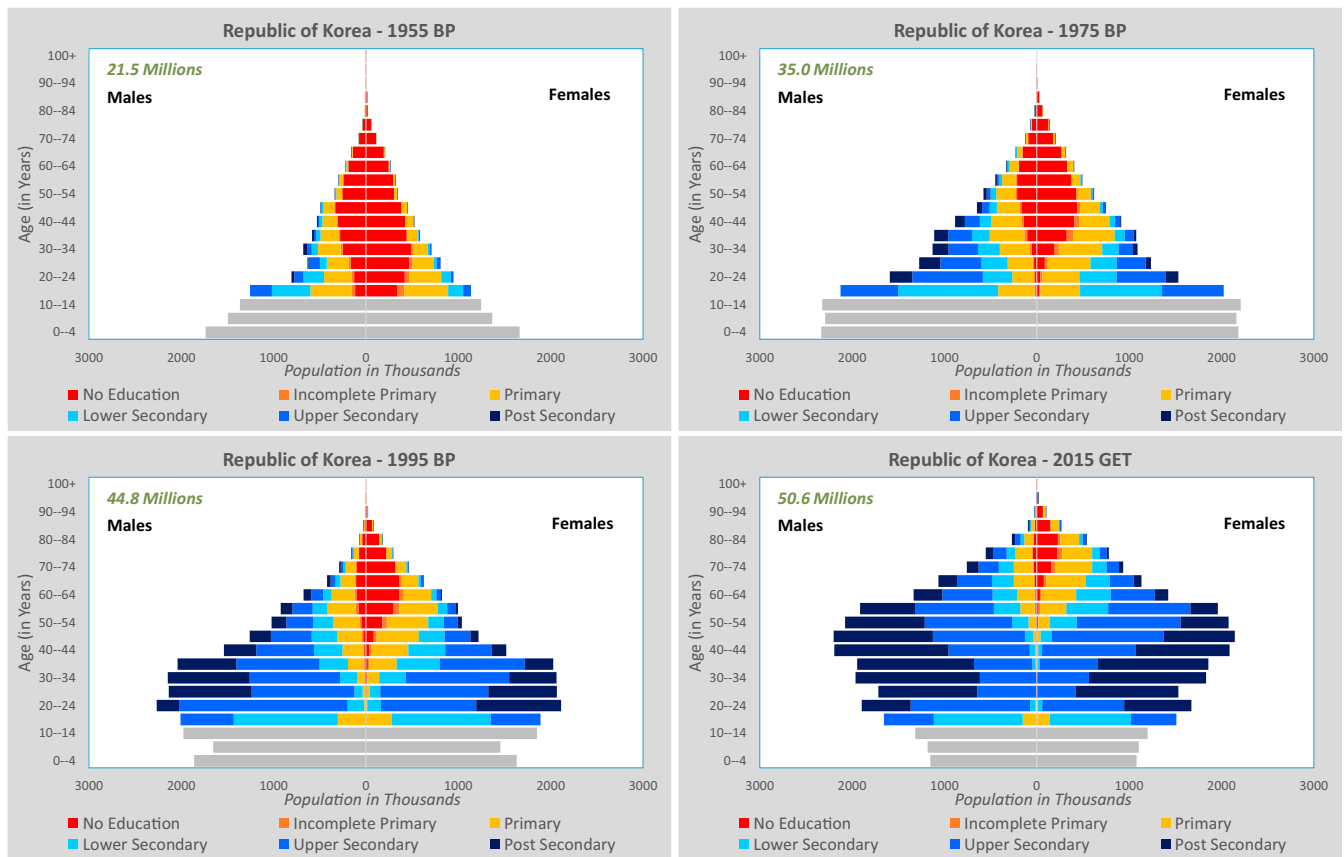 Republic of Korea - 1955 BP
21.5 Millions
Males
Females
Age (in Years)
100+
90--94
80--84
70--74
60--64
50--54
40--44
30--34
20--24
10--14
0--4
3000 2000 1000 0 1000 2000 3000
Population in Thousands
No Education Incomplete Primary Primary
Lower Secondary Upper Secondary Post Secondary
Republic of Korea - 1975 BP
35.0 Millions
Males
Females
Age (in Years)
100+
90--94
80--84
70--74
60--64
50--54
40--44
30--34
20--24
10--14
0--4
3000 2000 1000 0 1000 2000 3000
Population in Thousands
No Education Incomplete Primary Primary
Lower Secondary Upper Secondary Post Secondary
Republic of Korea - 1995 BP
44.8 Millions
Males
Females
Age (in Years)
100+
90--94
80--84
70--74
60--64
50--54
40--44
30--34
20--24
10--14
0--4
3000 2000 1000 0 1000 2000 3000
Population in Thousands
No Education Incomplete Primary Primary
Lower Secondary Upper Secondary Post Secondary
Republic of Korea - 2015 GET
50.6 Millions
Males
Females
Age (in Years)
100+
90--94
80--84
70--74
60--64
50--54
40--44
30--34
20--24
10--14
0--4
3000 2000 1000 0 1000 2000 3000
Population in Thousands
No Education Incomplete Primary Primary
Lower Secondary Upper Secondary Post Secondary